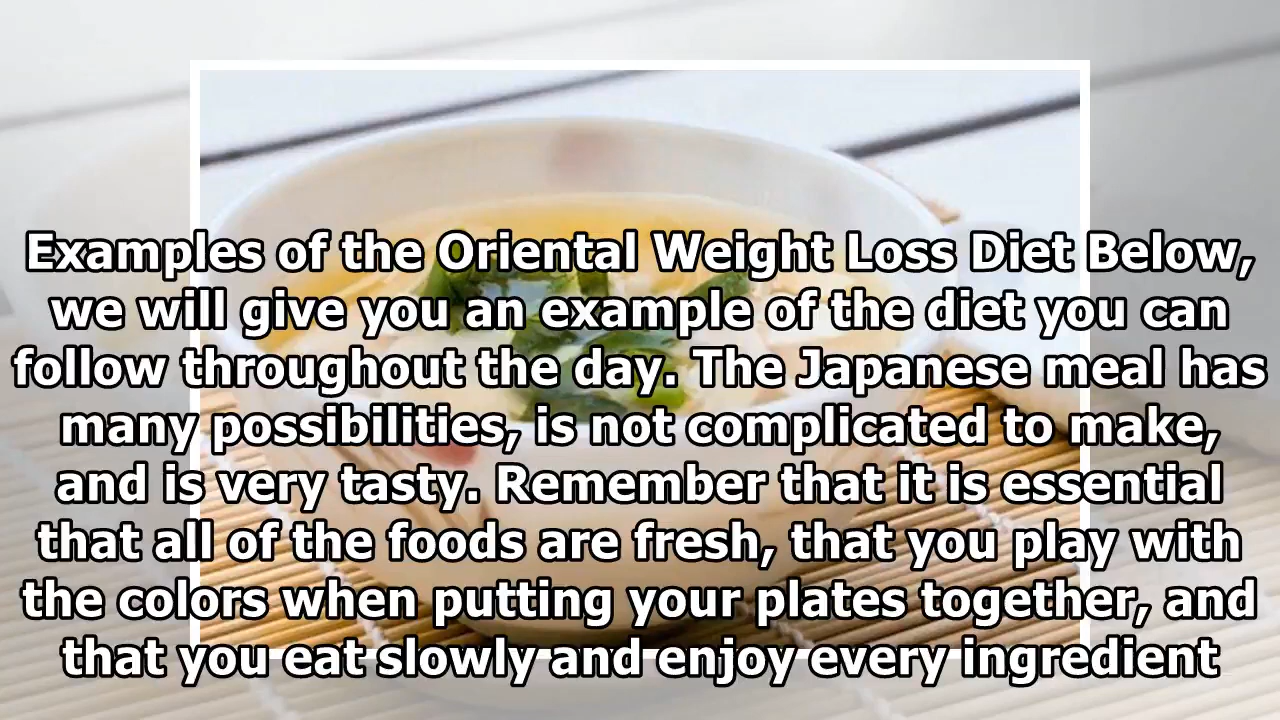 Examples of the Oriental Weight Loss Diet Below,
we will give you an example of the diet you can
follow throughout the day. The Japanese meal has
many possibilities, is not complicated to make,
and is very tasty. Remember that it is essential
that all of the foods are fresh, that you play with
the colors when putting your plates together, and
that you eat slowly and enjoy every ingredient